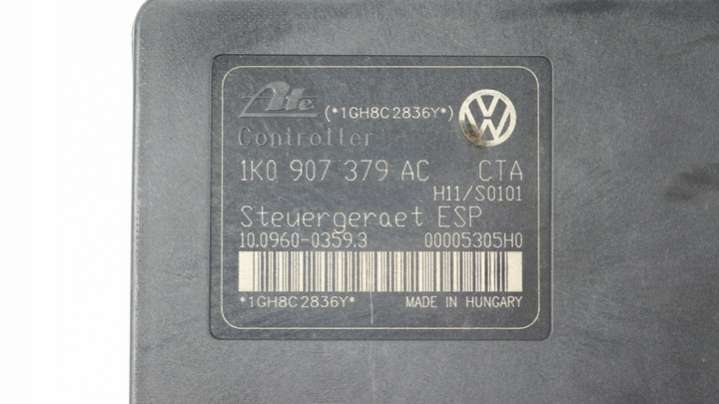 Ate (*1GH8C2836Y*) VW
Controller
1K0 907 379 AC CTA
H11/S0101
Steuergeraet ESP
10.0960-0359.3 00005305H0
*1GH8C2836Y* MADE IN HUNGARY